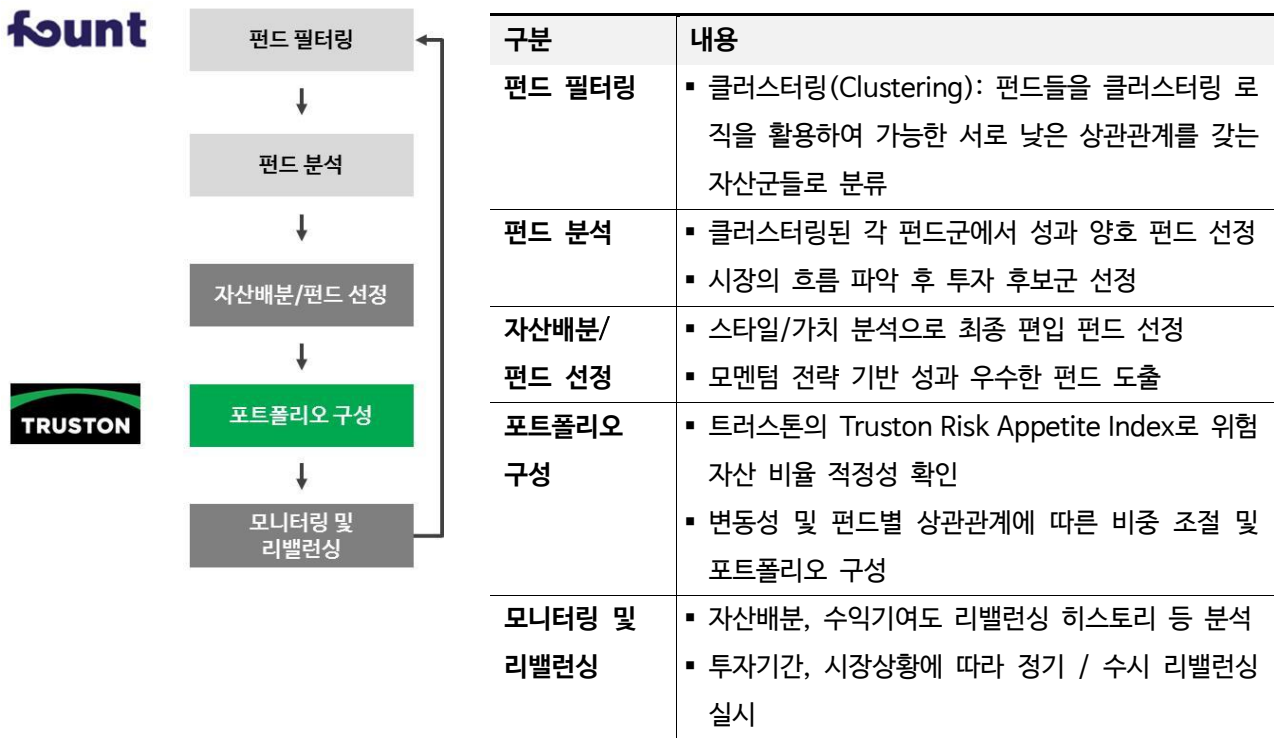 fount
펀드 필터링
펀드 분석
자산배분/펀드 선정
TRUSTON
포트폴리오 구성
모니터링 및
리밸런싱
구분 내용
펀드 필터링 ▪ 클러스터링(Clustering): 펀드들을 클러스터링 로
직을 활용하여 가능한 서로 낮은 상관관계를 갖는
자산군들로 분류
펀드 분석 ▪ 클러스터링된 각 펀드군에서 성과 양호 펀드 선정
▪ 시장의 흐름 파악 후 투자 후보군 선정
자산배분/ ▪ 스타일/가치 분석으로 최종 편입 펀드 선정
펀드 선정 ▪ 모멘텀 전략 기반 성과 우수한 펀드 도출
포트폴리오 ▪ 트러스톤의 Truston Risk Appetite Index로 위험
구성 자산 비율 적정성 확인
▪ 변동성 및 펀드별 상관관계에 따른 비중 조절 및
포트폴리오 구성
모니터링 및 ▪ 자산배분, 수익기여도 리밸런싱 히스토리 등 분석
리밸런싱 ▪ 투자기간, 시장상황에 따라 정기 / 수시 리밸런싱
실시